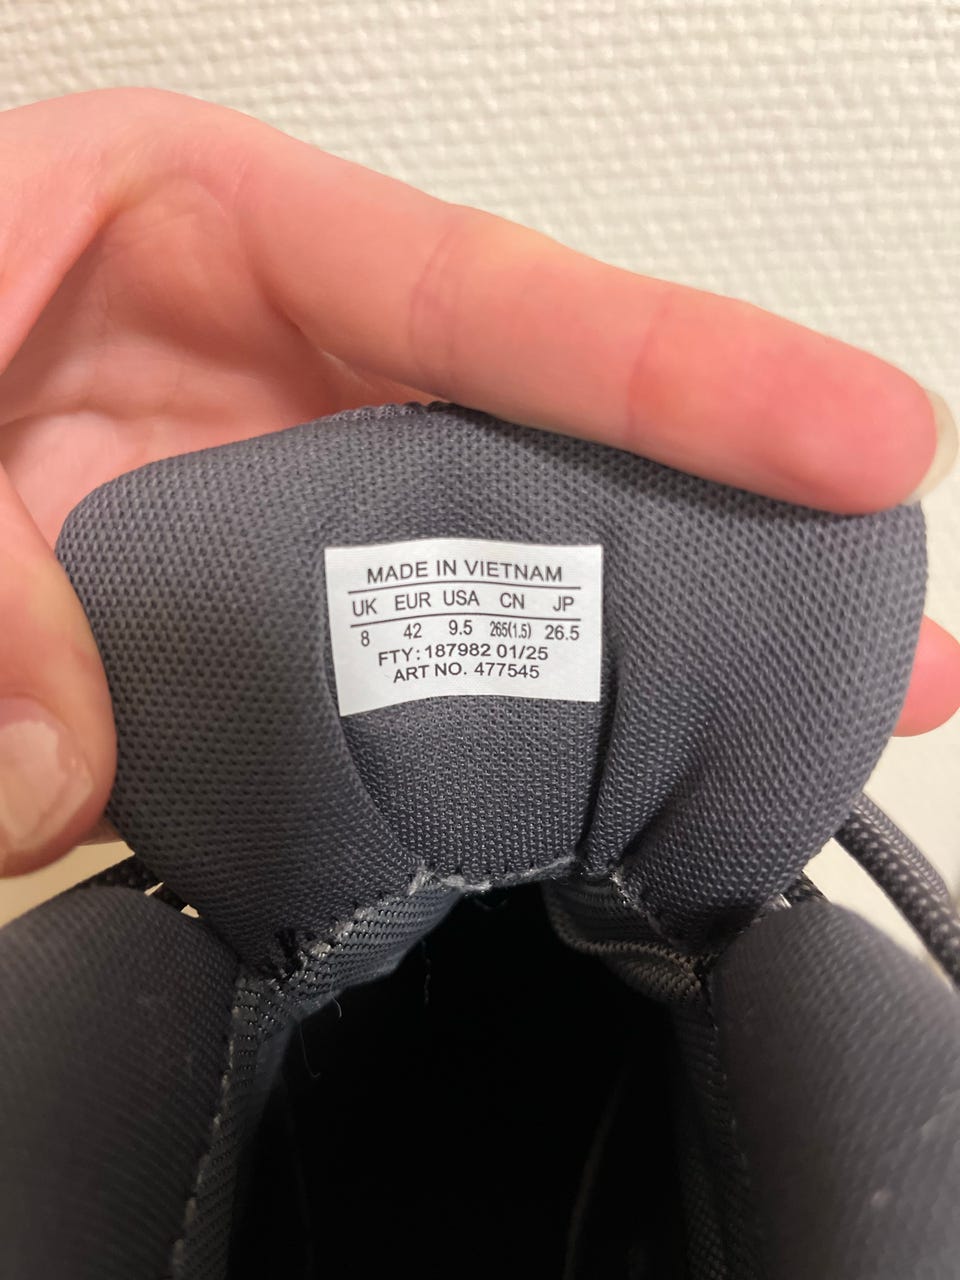 MADE IN VIETNAM
UK EUR USA CN JP
8 42 9.5 265(1.5) 26.5
FTY: 187982 01/25
ART NO. 477545